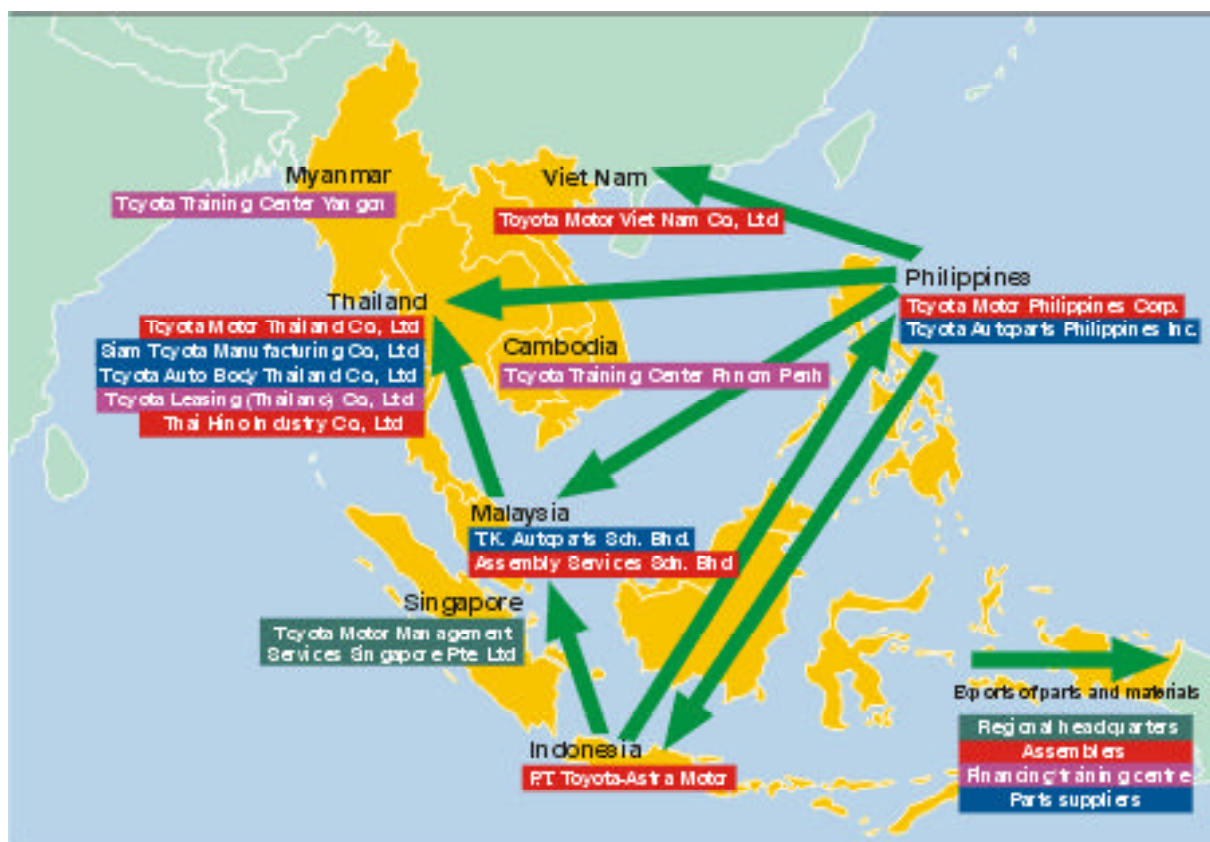 Myanmar
Toyota Training Center Yangon
Viet Nam
Toyota Motor Viet Nam Co, Ltd
Philippines
Toyota Motor Philippines Corp.
Toyota Autoparts Philippines Inc.
Thailand
Toyota Motor Thailand Co, Ltd
Siam Toyota Manufacturing Co, Ltd
Toyota Auto Body Thailand Co, Ltd
Toyota Leasing (Thailand) Co, Ltd
Thai Hino Industry Co, Ltd
Cambodia
Toyota Training Center Phnom Penh
Malaysia
T.K. Autoparts Sdn. Bhd.
Assembly Services Sdn. Bhd
Singapore
Toyota Motor Management
Services Singapore Pte Ltd
Indonesia
P.T. Toyota-Astra Motor
Exports of parts and materials
Regional headquarters
Assemblers
Financing/training centre
Parts suppliers